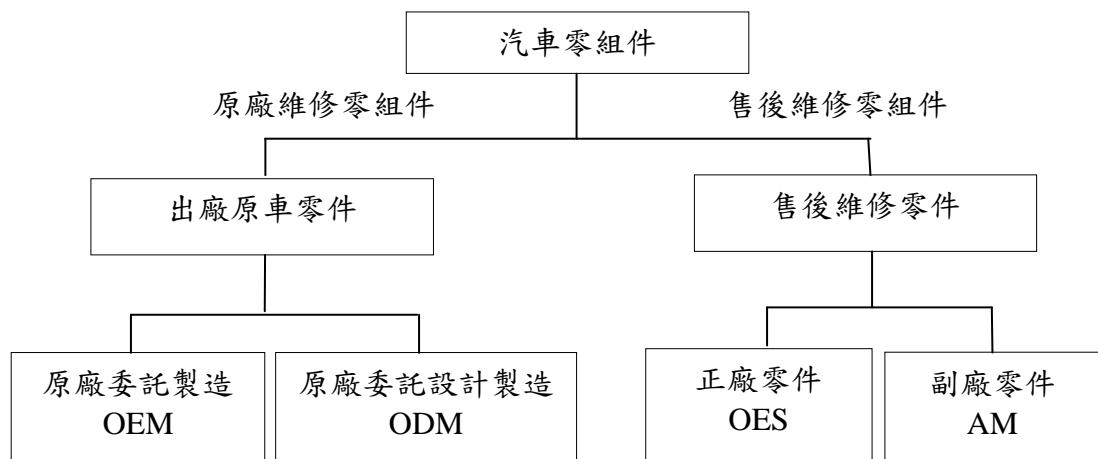 汽車零組件
原廠維修零組件
售後維修零組件
出廠原車零件
售後維修零件
原廠委託製造
OEM
原廠委託設計製造
ODM
正廠零件
OES
副廠零件
AM